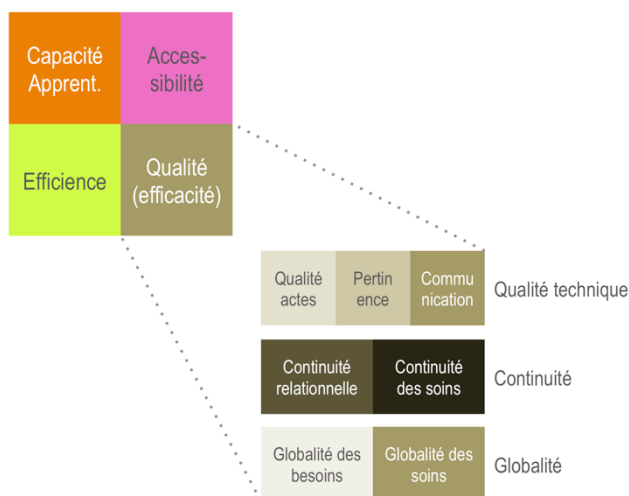 Capacité
Apprent.
Acces-
sibilité
Efficience
Qualité
(efficacité)
Qualité
actes
Pertin
ence
Commu
nication
Qualité technique
Continuité
relationnelle
Continuité
des soins
Continuité
Globalité des
besoins
Globalité des
soins
Globalité